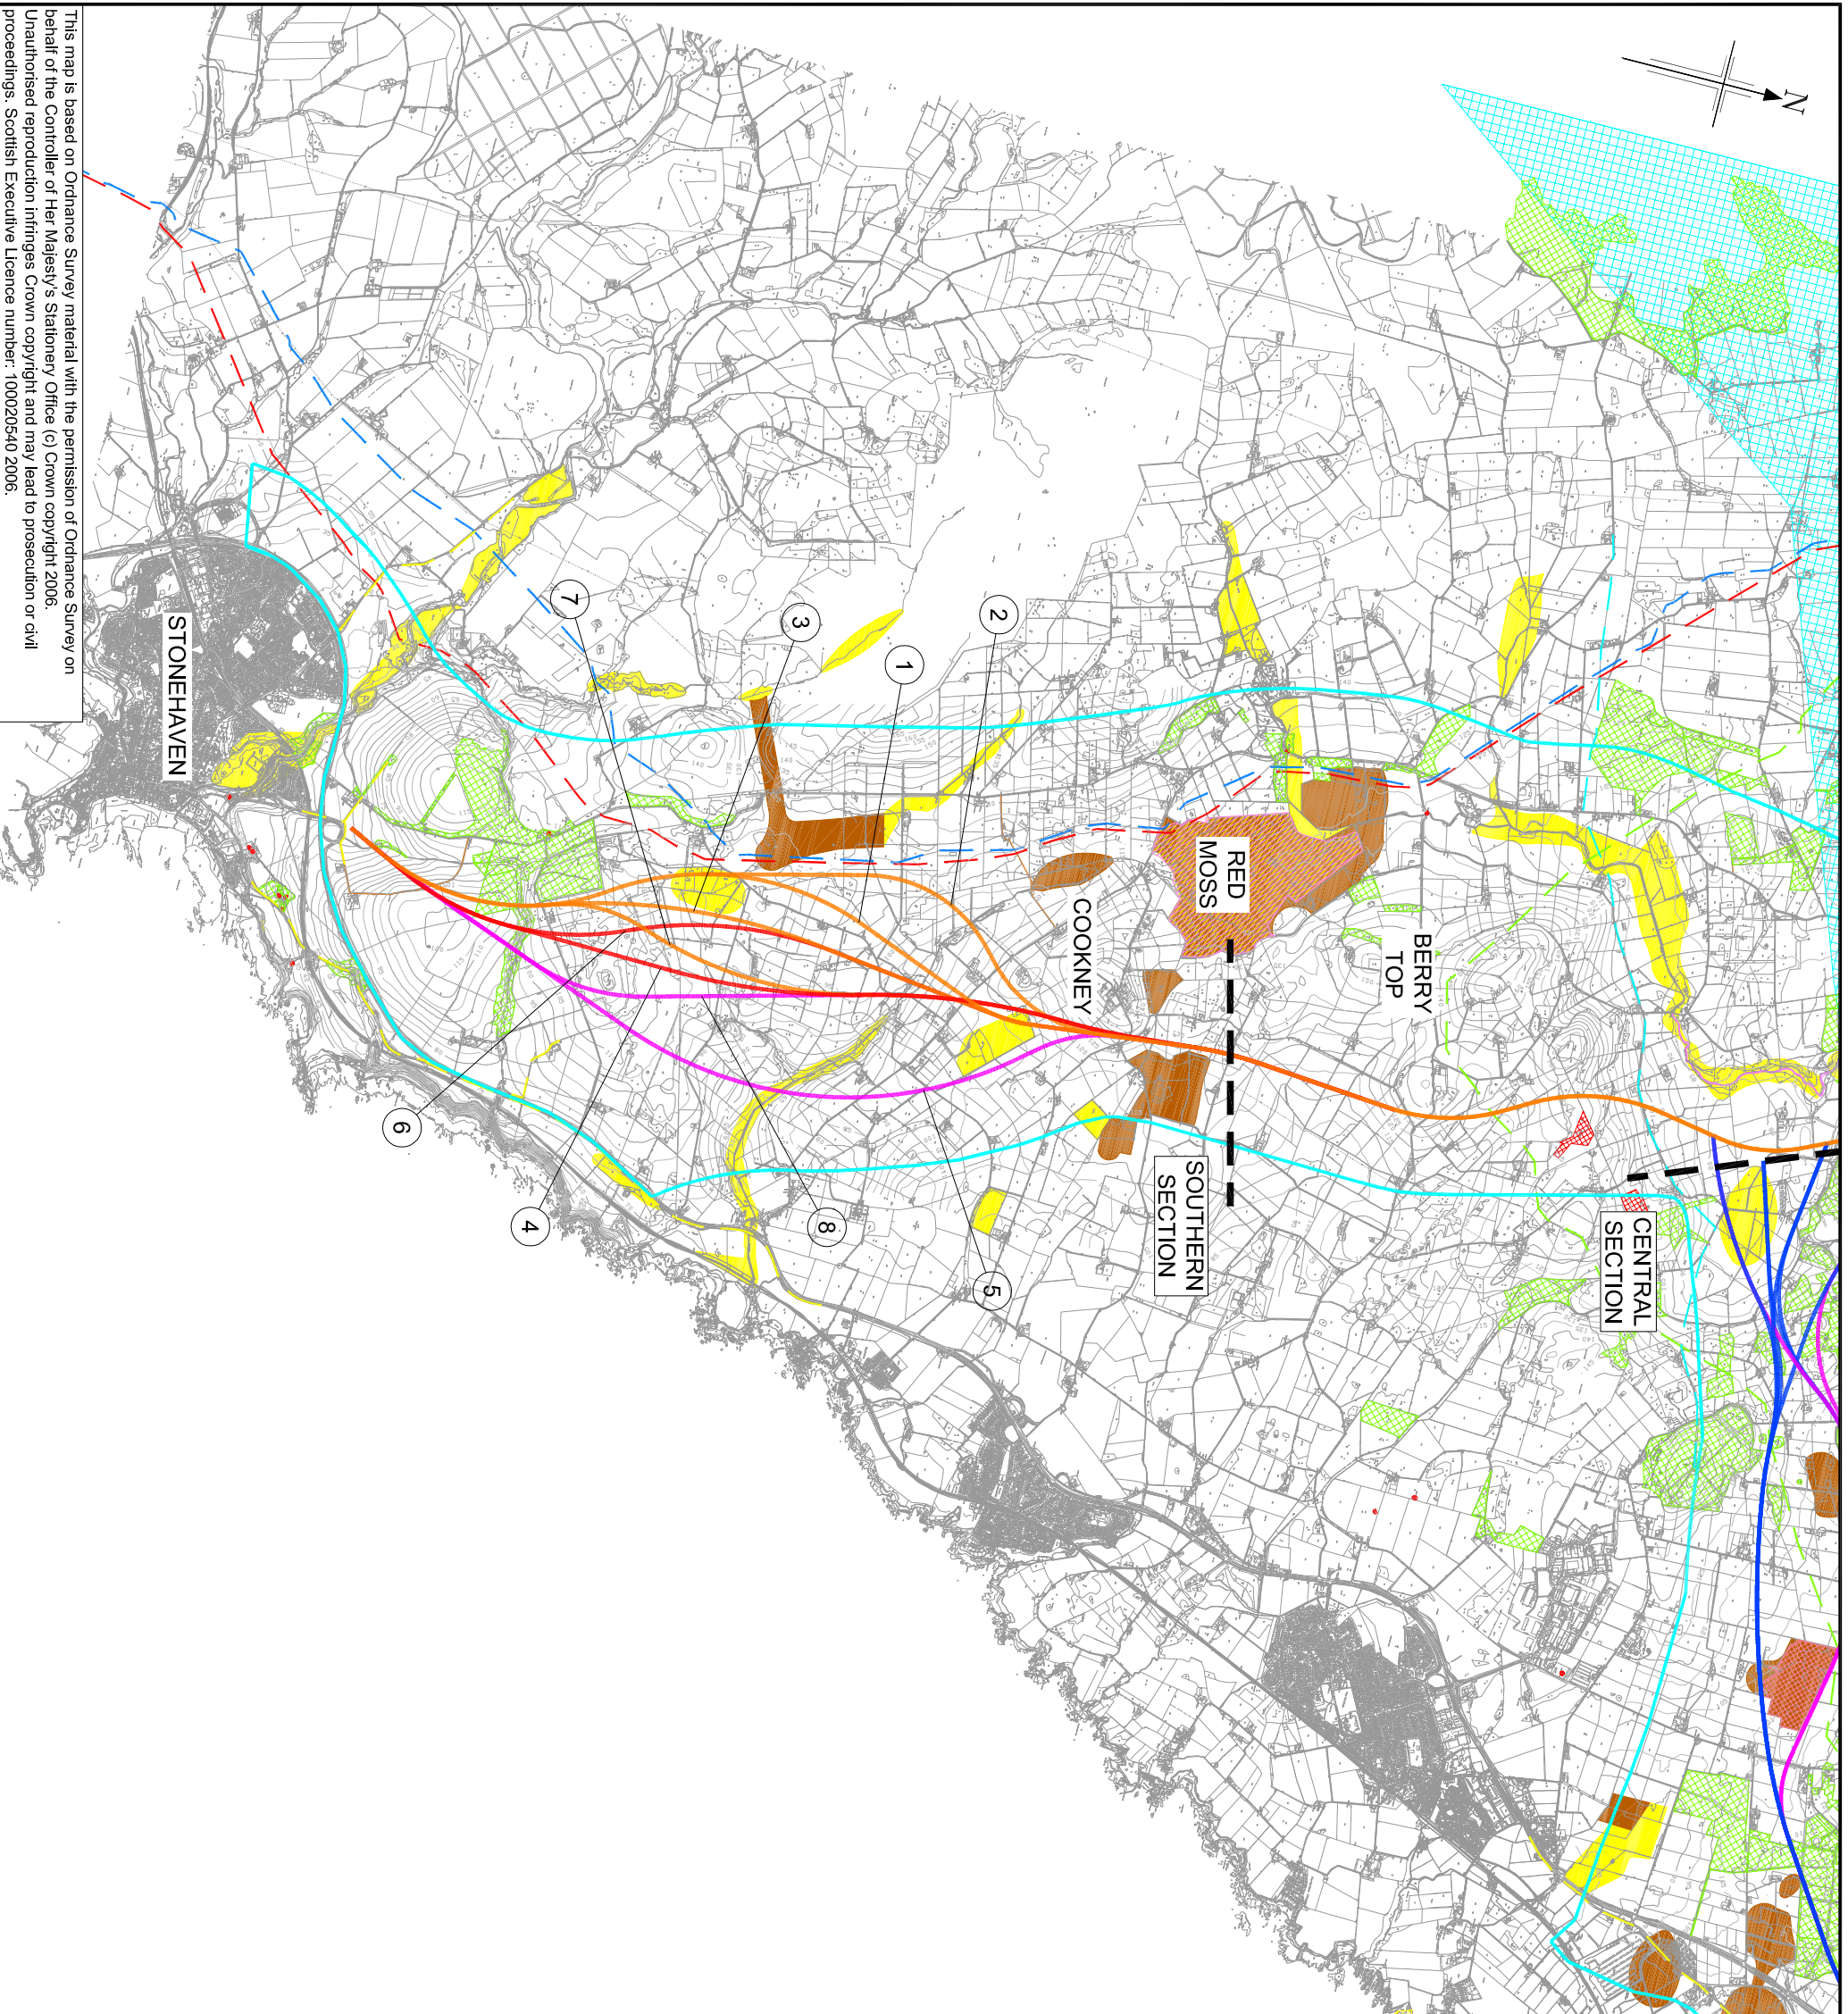 N
2
1
3
7
RED
MOSS
BERRY
TOP
COOKNEY
STONEHAVEN
SOUTHERN
SECTION
CENTRAL
SECTION
6
4
8
5
This map is based on Ordnance Survey material with the permission of Ordnance Survey on
behalf of the Controller of Her Majesty's Stationery Office (c) Crown copyright 2006.
Unauthorised reproduction infringes Crown copyright and may lead to prosecution or civil
proceedings. Scottish Executive Licence number: 100020540 2006.